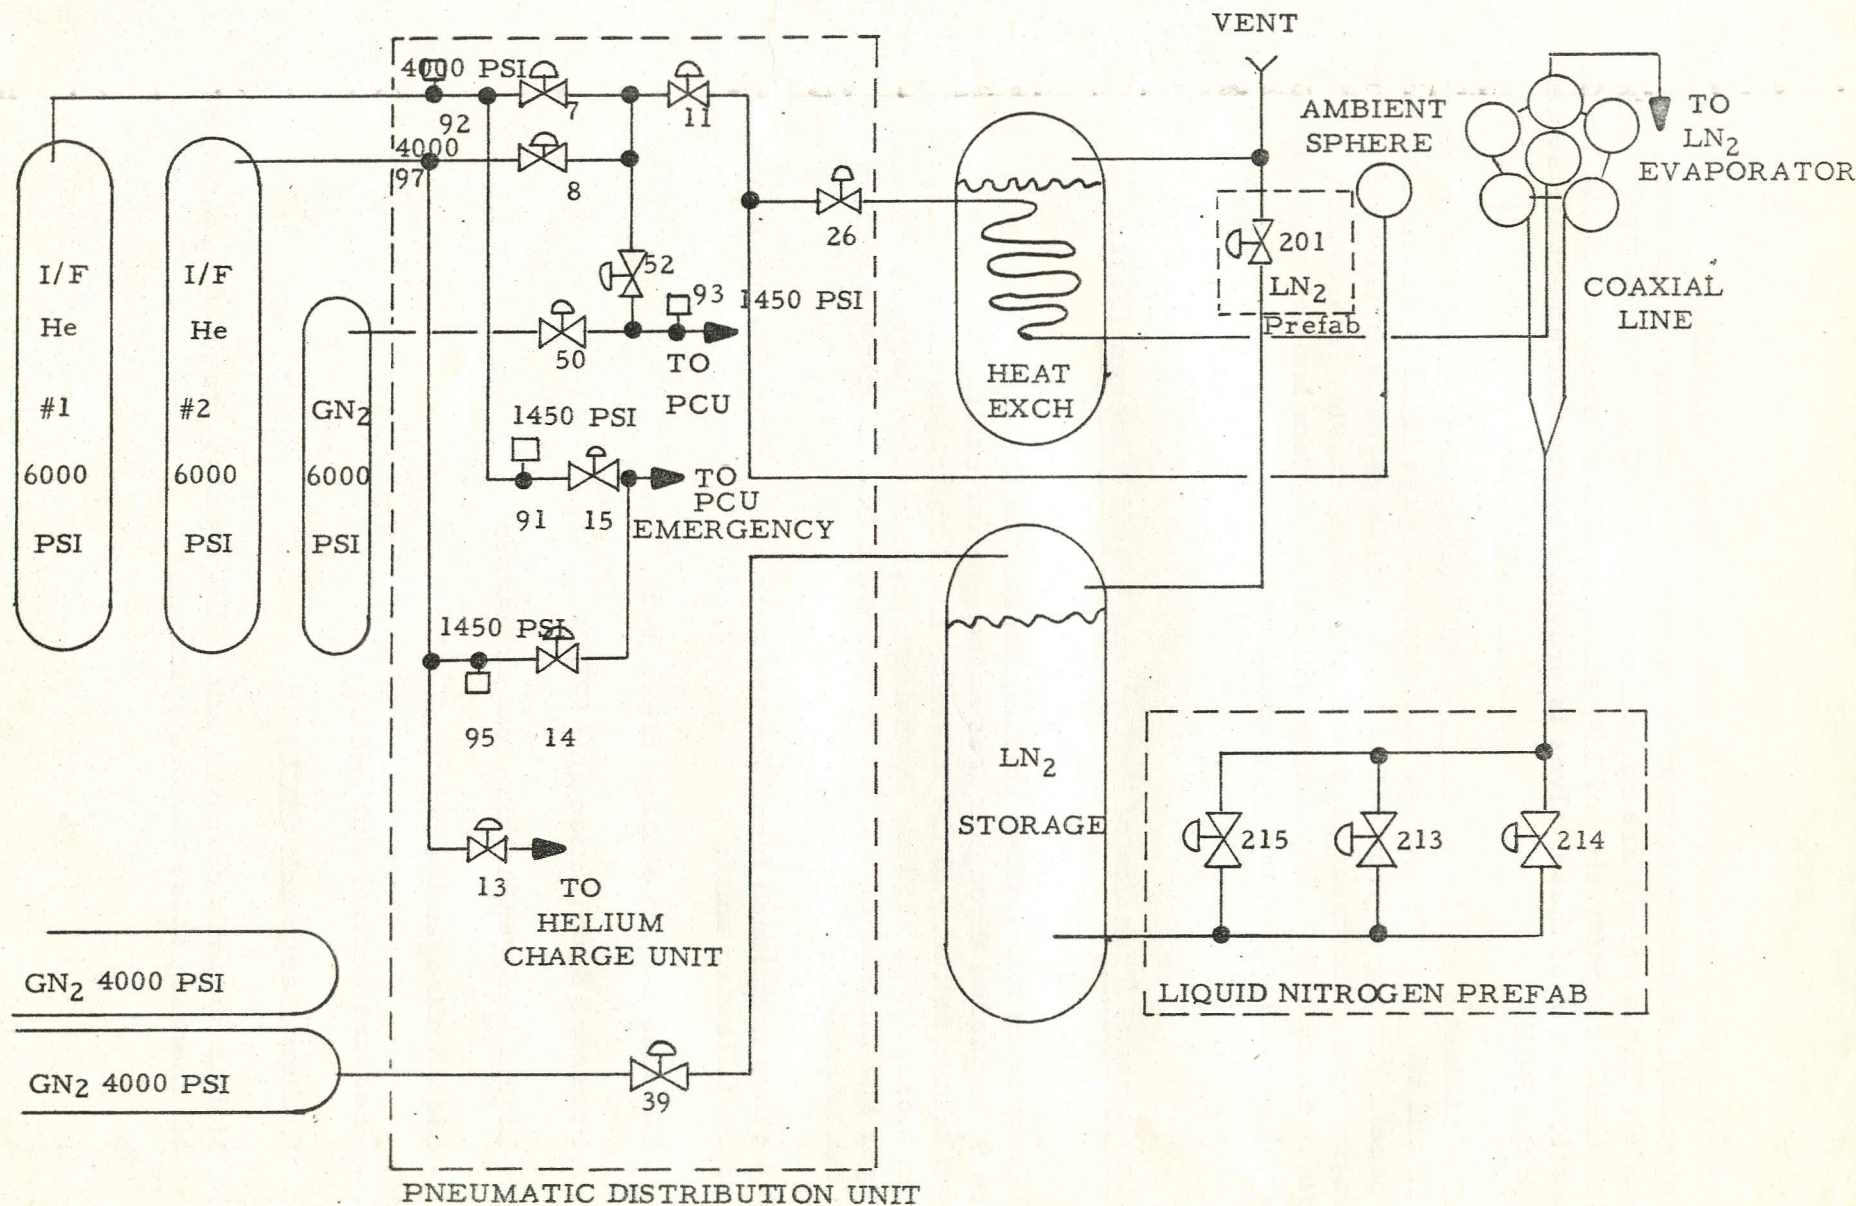 VENT
4000 PSI
7
11
92
4000
97
8
26
AMBIENT
SPHERE
TO
LN2
EVAPORATOR
201
LN2
Prefab
COAXIAL
LINE
52
93
1450 PSI
50
TO
PCU
I/F
He
#1
6000
PSI
I/F
He
#2
6000
PSI
GN2
6000
PSI
HEAT
EXCH
1450 PSI
91
15
TO
PCU
EMERGENCY
1450 PSI
95
14
13
TO
HELIUM
CHARGE UNIT
LN2
STORAGE
215
213
214
LIQUID NITROGEN PREFAB
GN2 4000 PSI
GN2 4000 PSI
39
PNEUMATIC DISTRIBUTION UNIT